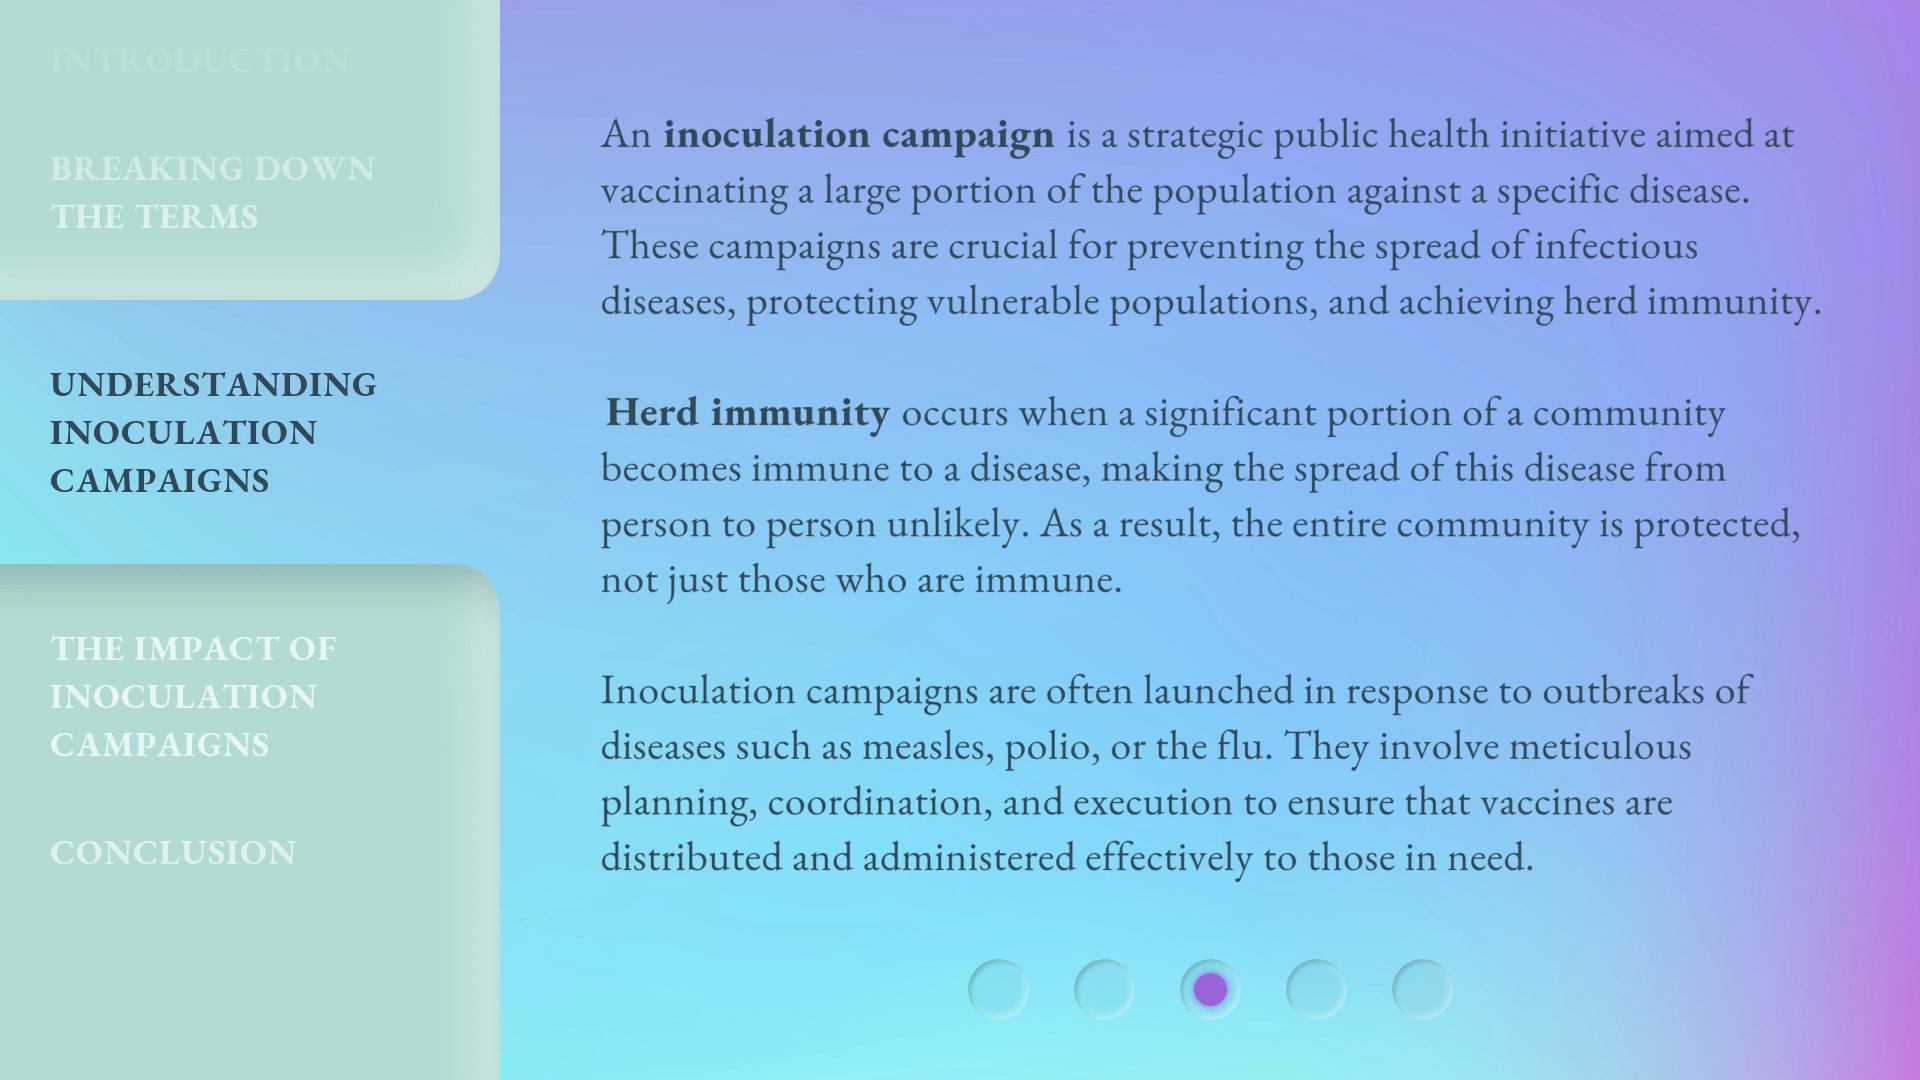 INTRODUCTION
BREAKING DOWN
THE TERMS
UNDERSTANDING
INOCULATION
CAMPAIGNS
THE IMPACT OF
INOCULATION
CAMPAIGNS
CONCLUSION
An inoculation campaign is a strategic public health initiative aimed at
vaccinating a large portion of the population against a specific disease.
These campaigns are crucial for preventing the spread of infectious
diseases, protecting vulnerable populations, and achieving herd immunity.
Herd immunity occurs when a significant portion of a community
becomes immune to a disease, making the spread of this disease from
person to person unlikely. As a result, the entire community is protected,
not just those who are immune.
Inoculation campaigns are often launched in response to outbreaks of
diseases such as measles, polio, or the flu. They involve meticulous
planning, coordination, and execution to ensure that vaccines are
distributed and administered effectively to those in need.